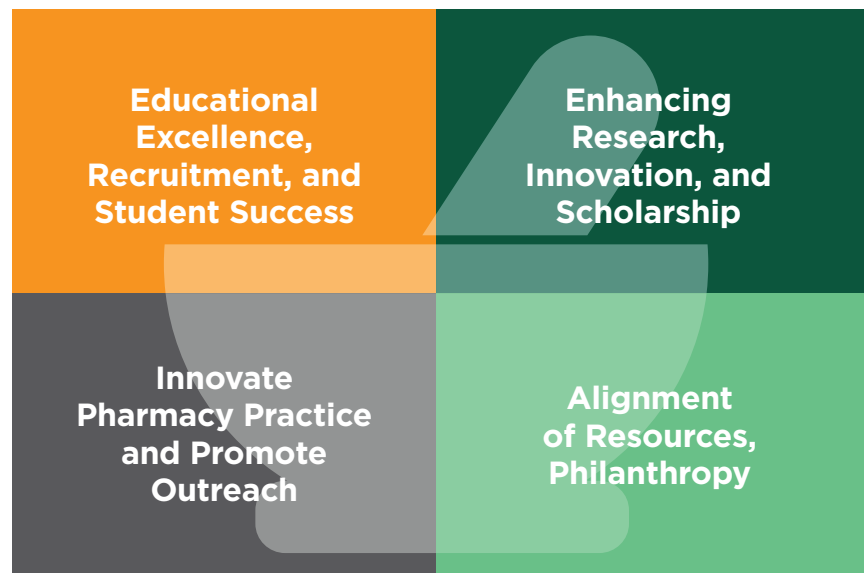 Educational
Excellence,
Recruitment, and
Student Success
Enhancing
Research,
Innovation, and
Scholarship
Innovate
Pharmacy Practice
and Promote
Outreach
Alignment
of Resources,
Philanthropy